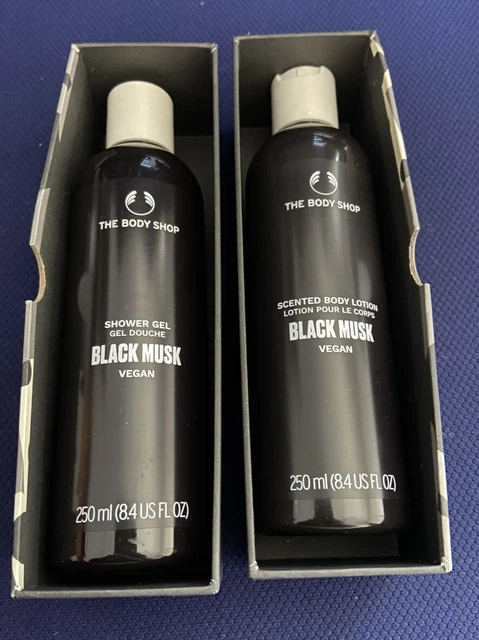 THE BODY SHOP
SHOWER GEL
GEL DOUCHE
BLACK MUSK
VEGAN
250 ml (8.4 US FL OZ)
THE BODY SHOP
SCENTED BODY LOTION
LOTION POUR LE CORPS
BLACK MUSK
VEGAN
250 ml (8.4 US FL OZ)